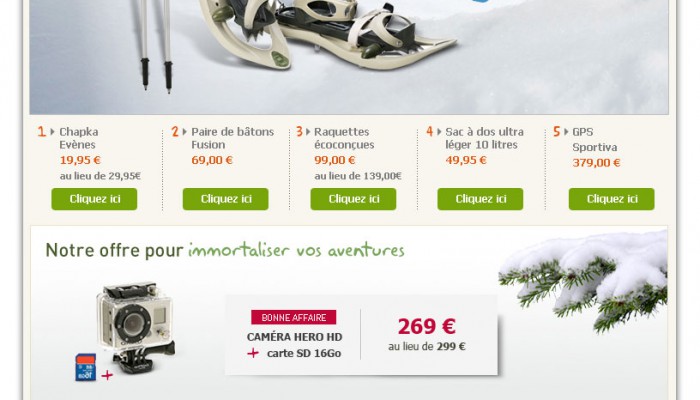 1 Chapka Evènes
19,95 €
au lieu de 29,95€
Cliquez ici
2 Paire de bâtons
Fusion
69,00 €
Cliquez ici
3 Raquettes
écoconçues
99,00 €
au lieu de 139,00€
Cliquez ici
4 Sac à dos ultra
léger 10 litres
49,95 €
Cliquez ici
5 GPS
Sportiva
379,00 €
Cliquez ici
Notre offre pour immortaliser vos aventures
BONNE AFFAIRE
CAMÉRA HERO HD
+ carte SD 16Go
269 €
au lieu de 299 €